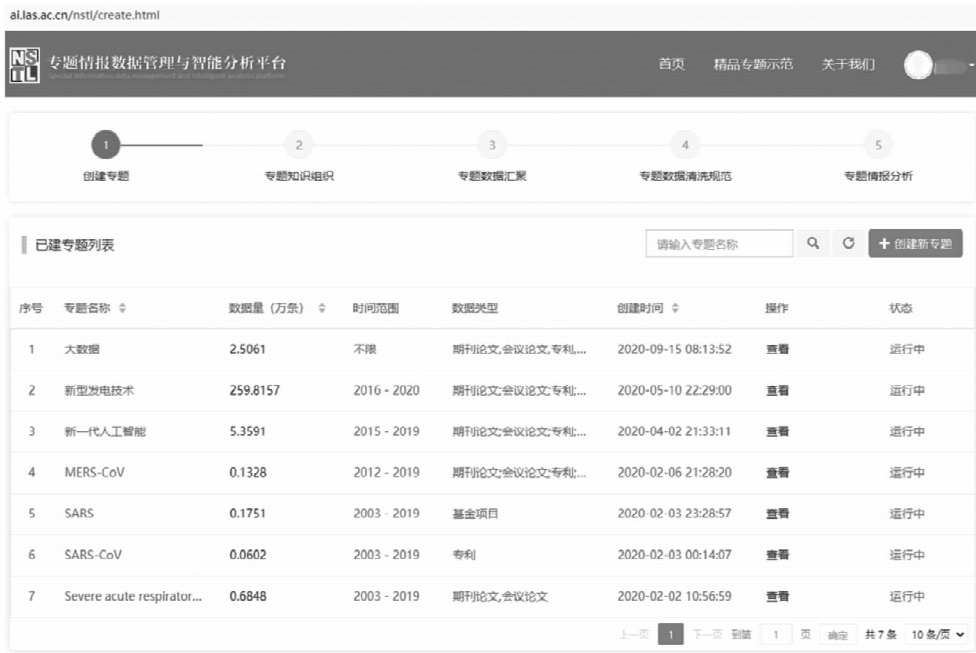 ai.las.ac.cn/nstl/create.html
NSTL 专题情报数据管理与智能分析平台 首页 精品专题示范 关于我们
Special information data management and intelligent analysis platform
1 2 3 4 5
创建专题 专题知识组织 专题数据汇聚 专题数据清洗规范 专题情报分析
已建专题列表 请输入专题名称 + 创建新专题
序号 专题名称 数据量（万条） 时间范围 数据类型 创建时间 操作 状态
1 大数据 2.5061 不限 期刊论文,会议论文,专利,... 2020-09-15 08:13:52 查看 运行中
2 新型发电技术 259.8157 2016 - 2020 期刊论文;会议论文;专利;... 2020-05-10 22:29:00 查看 运行中
3 新一代人工智能 5.3591 2015 - 2019 期刊论文;会议论文;专利;... 2020-04-02 21:33:11 查看 运行中
4 MERS-CoV 0.1328 2012 - 2019 期刊论文;会议论文;专利;... 2020-02-06 21:28:20 查看 运行中
5 SARS 0.1751 2003 - 2019 基金项目 2020-02-03 23:28:57 查看 运行中
6 SARS-CoV 0.0602 2003 - 2019 专利 2020-02-03 00:14:07 查看 运行中
7 Severe acute respirator... 0.6848 2003 - 2019 期刊论文,会议论文 2020-02-02 10:56:59 查看 运行中
上一页 1 下一页 到第 1 页 确定 共 7 条 10 条/页